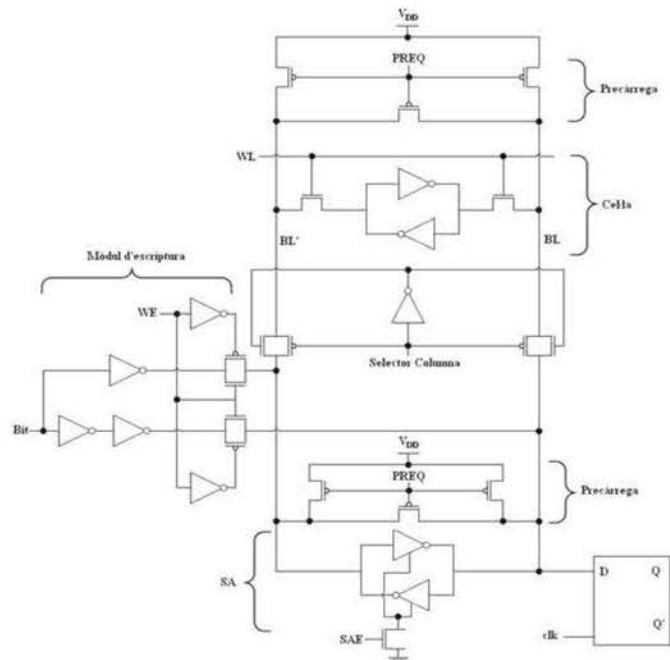 VDD
PREQ
Precàrrega
WL
Cel·la
BL'
BL
Mòdul d'escriptura
WE
Selector Columna
Bit
VDD
PREQ
Precàrrega
SA
D
Q
Q'
clk
SAE